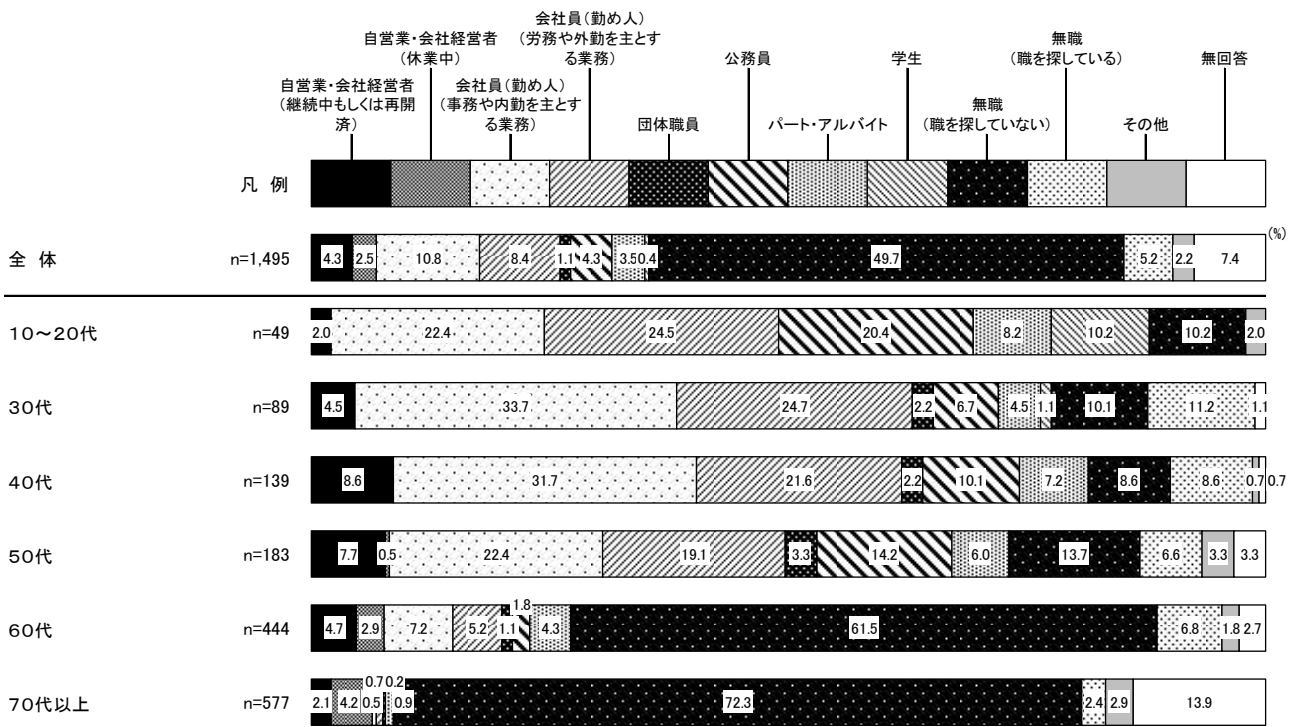 会社員(勤め人)
(労務や外勤を主とす
る業務)
自営業・会社経営者
(休業中)
公務員
学生
無職
(職を探している)
無回答
自営業・会社経営者
(継続中もしくは再開
済)
会社員(勤め人)
(事務や内勤を主とす
る業務)
団体職員
パート・アルバイト
無職
(職を探していない)
その他
凡 例
(%)
全 体 n=1,495 4.3 2.5 10.8 8.4 1.1 4.3 3.5 0.4 49.7 5.2 2.2 7.4
10~20代 n=49 2.0 22.4 24.5 20.4 8.2 10.2 10.2 2.0
30代 n=89 4.5 33.7 24.7 2.2 6.7 4.5 1.1 10.1 11.2 1.1
40代 n=139 8.6 31.7 21.6 2.2 10.1 7.2 8.6 8.6 0.7 0.7
50代 n=183 7.7 0.5 22.4 19.1 3.3 14.2 6.0 13.7 6.6 3.3 3.3
60代 n=444 4.7 2.9 7.2 5.2 1.1 1.8 4.3 61.5 6.8 1.8 2.7
70代以上 n=577 2.1 4.2 0.5 0.7 0.2 0.9 72.3 2.4 2.9 13.9